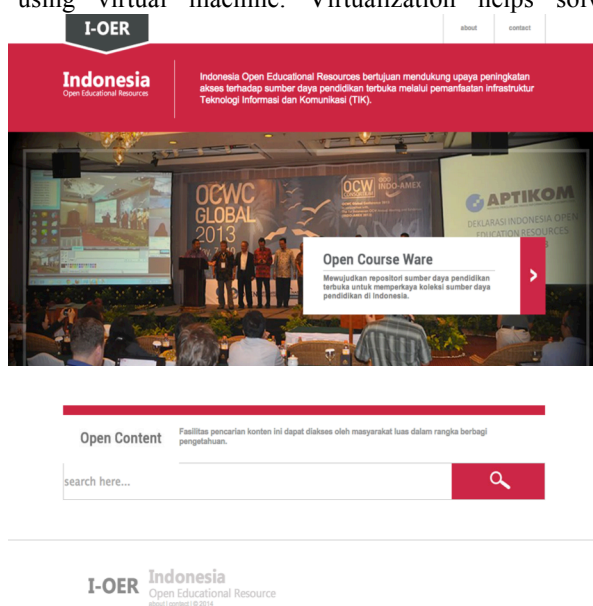 using virtual machine. Virtualization helps solv
I-OER
about contact
Indonesia
Open Educational Resources
Indonesia Open Educational Resources bertujuan mendukung upaya peningkatan
akses terhadap sumber daya pendidikan terbuka melalui pemanfaatan infrastruktur
Teknologi Informasi dan Komunikasi (TIK).
OCWC
GLOBAL
2013
OCW
INDO-AMEX
APTIKOM
DEKLARASI INDONESIA OPEN
EDUCATION RESOURCES
Open Course Ware
Mewujudkan repositori sumber daya pendidikan
terbuka untuk memperkaya koleksi sumber daya
pendidikan di Indonesia.
Open Content
Fasilitas pencarian konten ini dapat diakses oleh masyarakat luas dalam rangka berbagi
pengetahuan.
search here...
I-OER
Indonesia
Open Educational Resource
about | contact | © 2014